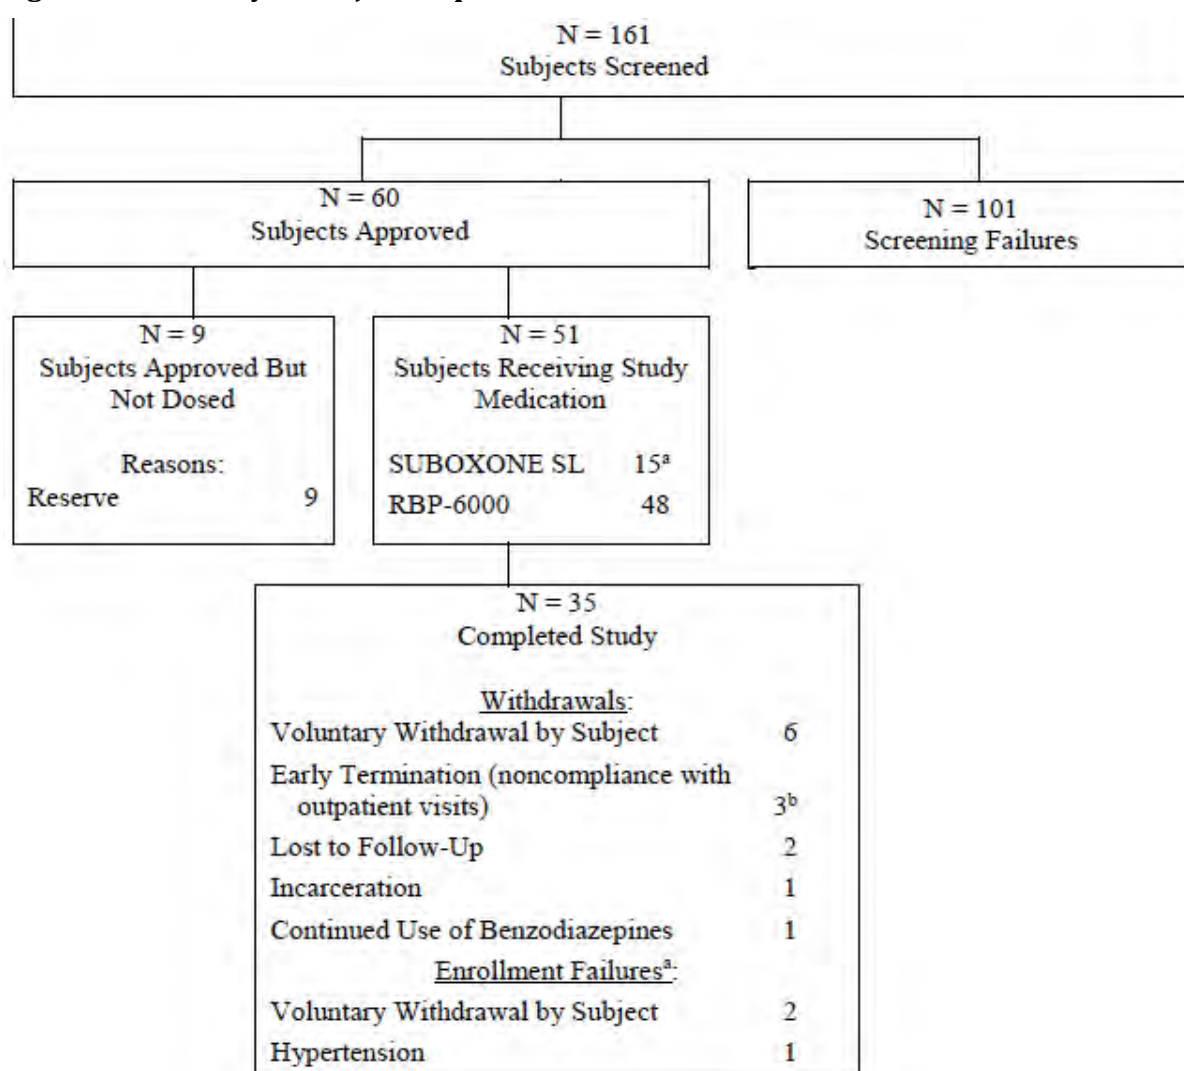 N = 161
Subjects Screened
N = 60
Subjects Approved
N = 101
Screening Failures
N = 9
Subjects Approved But
Not Dosed
Reasons:
Reserve 9
N = 51
Subjects Receiving Study
Medication
SUBOXONE SL 15ᵃ
RBP-6000 48
N = 35
Completed Study
Withdrawals:
Voluntary Withdrawal by Subject 6
Early Termination (noncompliance with
outpatient visits) 3ᵇ
Lost to Follow-Up 2
Incarceration 1
Continued Use of Benzodiazepines 1
Enrollment Failuresᵃ:
Voluntary Withdrawal by Subject 2
Hypertension 1